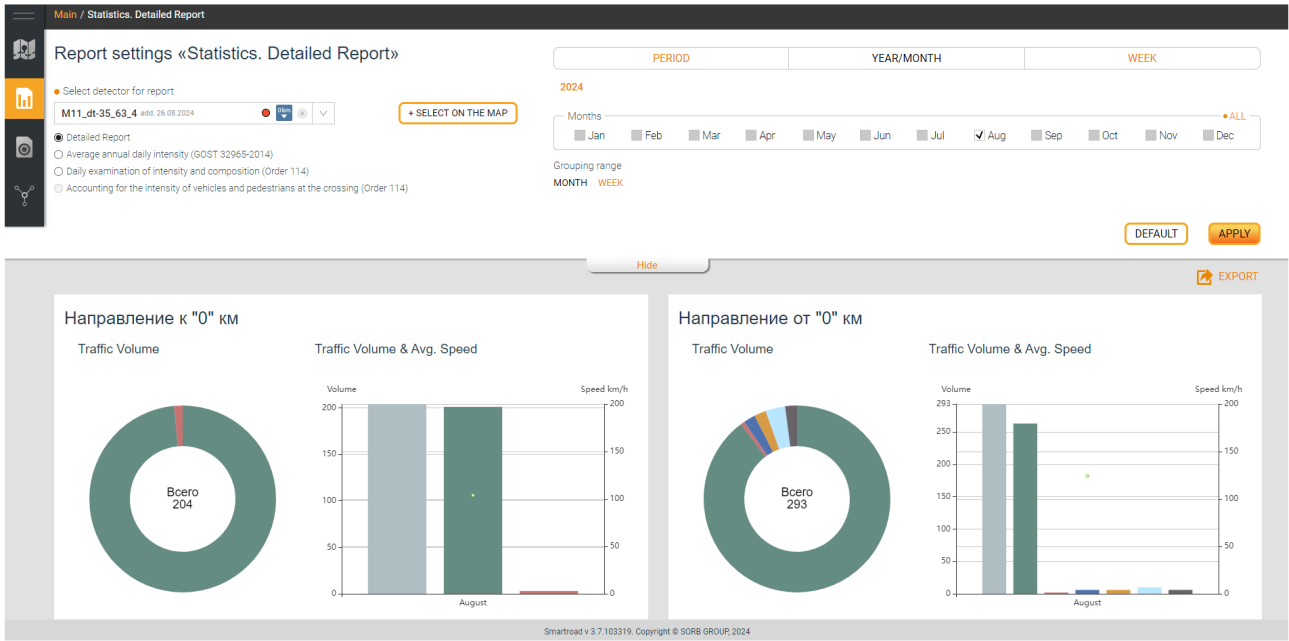 Main / Statistics. Detailed Report
Report settings «Statistics. Detailed Report»
Select detector for report
M11_dt-35_63_4 add. 26.08.2024
0km
+ SELECT ON THE MAP
Detailed Report
Average annual daily intensity (GOST 32965-2014)
Daily examination of intensity and composition (Order 114)
Accounting for the intensity of vehicles and pedestrians at the crossing (Order 114)
PERIOD YEAR/MONTH WEEK
2024
Months ALL
Jan Feb Mar Apr May Jun Jul Aug Sep Oct Nov Dec
Grouping range
MONTH WEEK
DEFAULT APPLY
Hide
EXPORT
Направление к "0" км
Traffic Volume
Всего
204
Traffic Volume & Avg. Speed
Volume Speed km/h
200 200
150 150
100 100
50 50
0 0
August
Направление от "0" км
Traffic Volume
Всего
293
Traffic Volume & Avg. Speed
Volume Speed km/h
293 200
250
200 150
150
100 100
50 50
0 0
August
Smartroad v 3.7.103319. Copyright © SORB GROUP, 2024